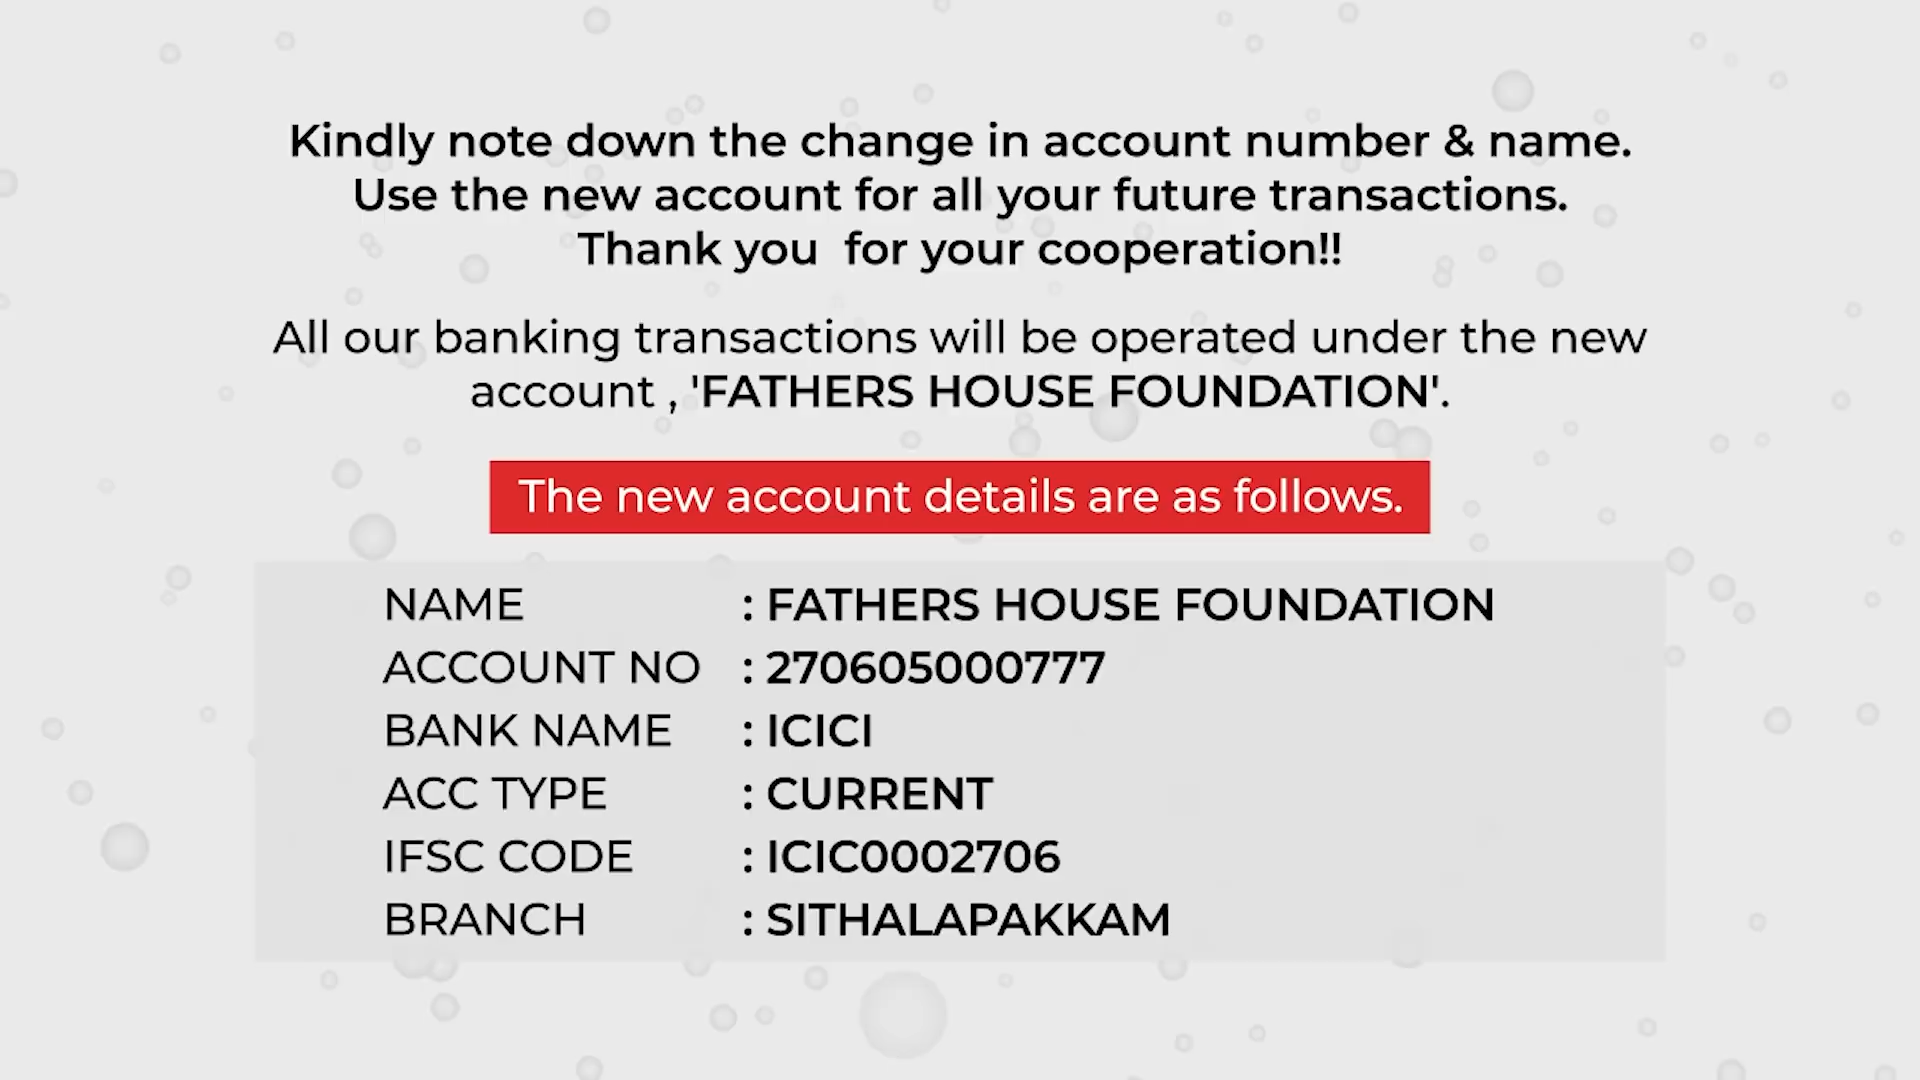 Kindly note down the change in account number & name.
Use the new account for all your future transactions.
Thank you  for your cooperation!!
All our banking transactions will be operated under the new
account , 'FATHERS HOUSE FOUNDATION'.
The new account details are as follows.
NAME : FATHERS HOUSE FOUNDATION
ACCOUNT NO : 270605000777
BANK NAME : ICICI
ACC TYPE : CURRENT
IFSC CODE : ICIC0002706
BRANCH : SITHALAPAKKAM